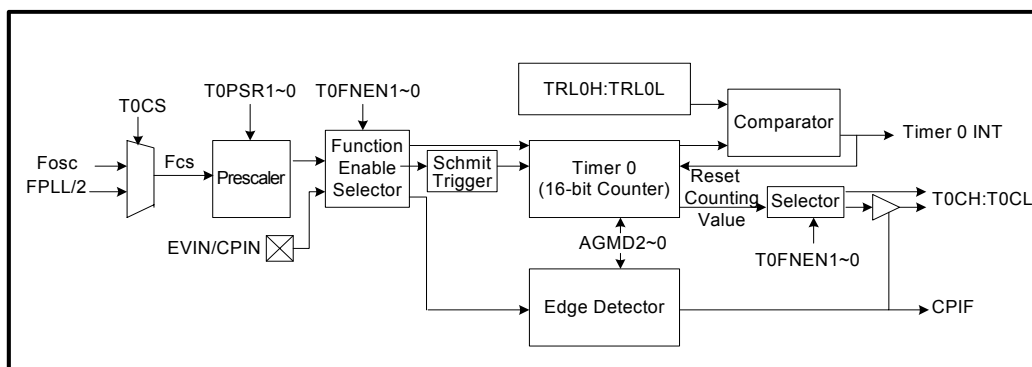 TRL0H:TRL0L
T0PSR1~0
T0FNEN1~0
T0CS
Comparator
Timer 0 INT
Function
Enable
Selector
Fosc
Fcs
FPLL/2
Prescaler
Schmit
Trigger
Timer 0
(16-bit Counter)
Reset
Counting
Value
Selector
T0CH:T0CL
EVIN/CPIN
AGMD2~0
T0FNEN1~0
Edge Detector
CPIF